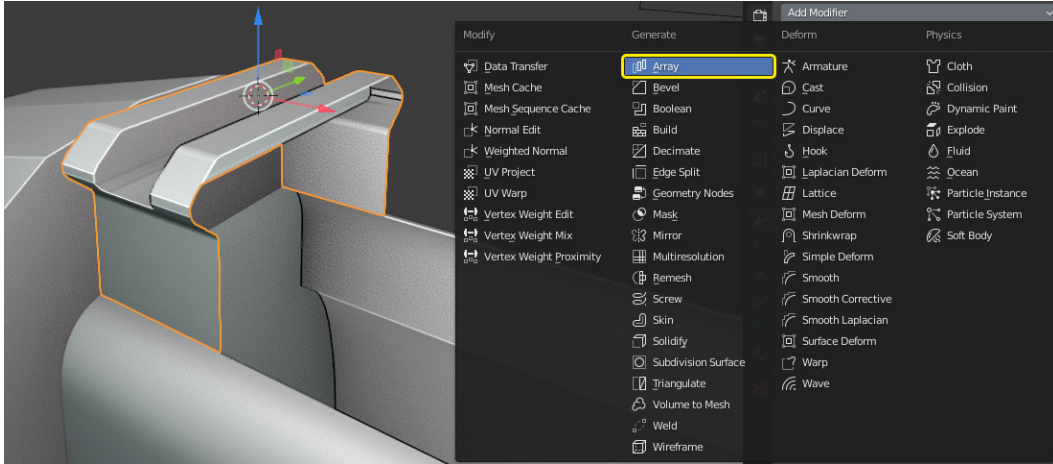 Add Modifier
Modify
Data Transfer
Mesh Cache
Mesh Sequence Cache
Normal Edit
Weighted Normal
UV Project
UV Warp
Vertex Weight Edit
Vertex Weight Mix
Vertex Weight Proximity
Generate
Array
Bevel
Boolean
Build
Decimate
Edge Split
Geometry Nodes
Mask
Mirror
Multiresolution
Remesh
Screw
Skin
Solidify
Subdivision Surface
Triangulate
Volume to Mesh
Weld
Wireframe
Deform
Armature
Cast
Curve
Displace
Hook
Laplacian Deform
Lattice
Mesh Deform
Shrinkwrap
Simple Deform
Smooth
Smooth Corrective
Smooth Laplacian
Surface Deform
Warp
Wave
Physics
Cloth
Collision
Dynamic Paint
Explode
Fluid
Ocean
Particle Instance
Particle System
Soft Body